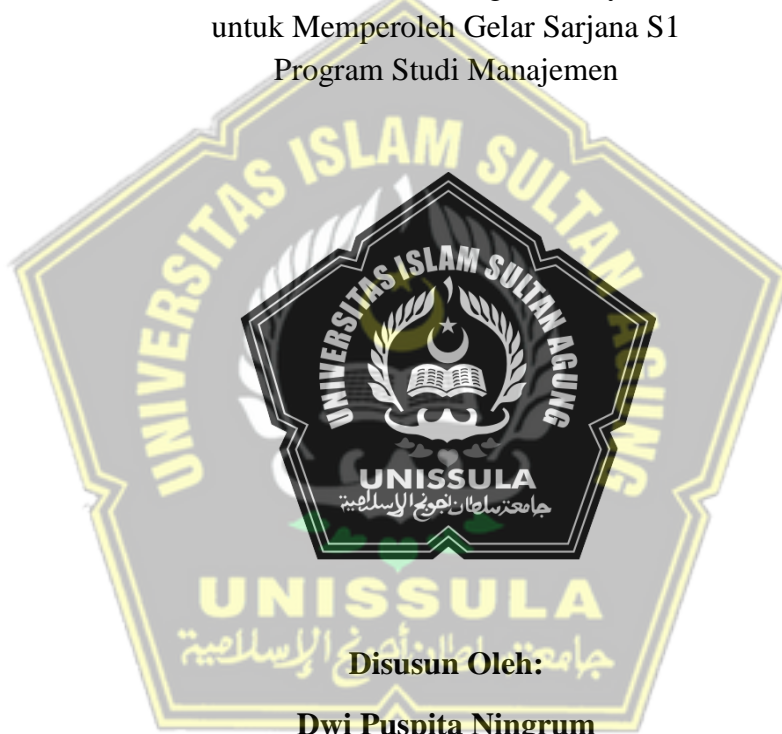 untuk Memperoleh Gelar Sarjana S1
Program Studi Manajemen
UNIVERSITAS ISLAM SULTAN AGUNG
UNIVERSITAS ISLAM SULTAN AGUNG
UNISSULA
جامعة سلطان أجونج الإسلامية
UNISSULA
جامعة سلطان أجونج الإسلامية
Disusun Oleh:
Dwi Puspita Ningrum